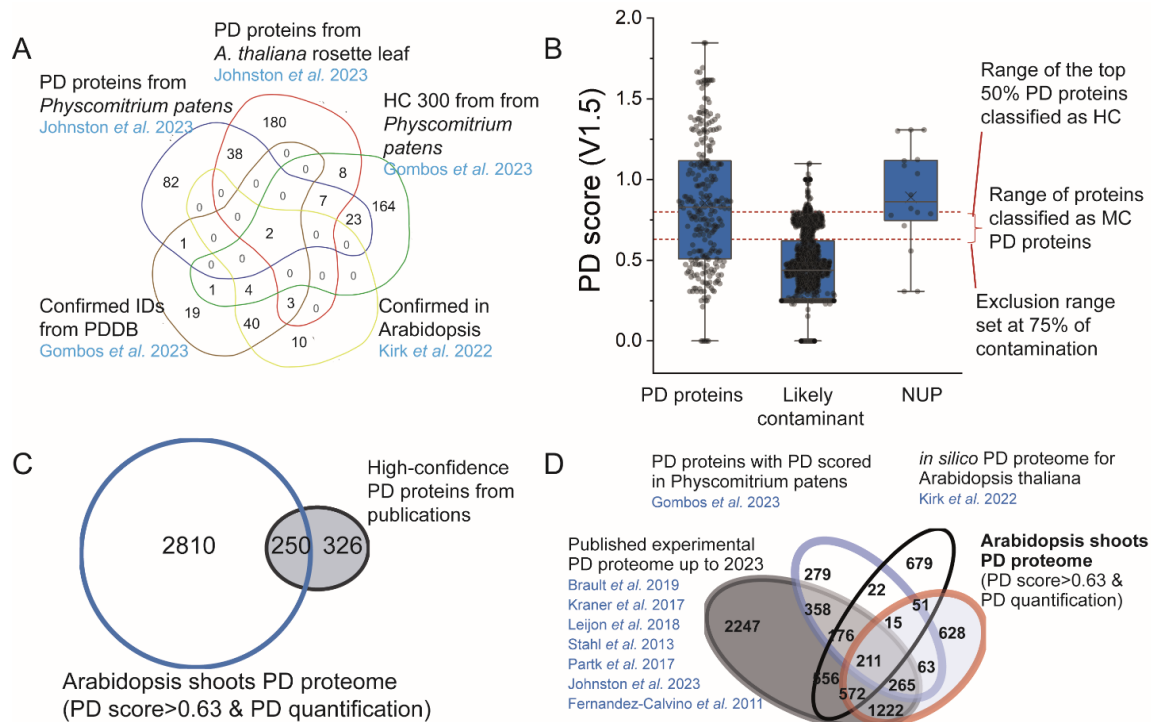 A
PD proteins from
A. thaliana rosette leaf
Johnston et al. 2023
PD proteins from
Physcomitrium patens
Johnston et al. 2023
HC 300 from from
Physcomitrium
patens
Gombos et al. 2023
180
38
0
0
8
82
0
0
0
7
164
0
0
23
0
2
0
0
1
0
0
0
0
0
1
4
3
0
19
40
10
Confirmed IDs
from PDDB
Gombos et al. 2023
Confirmed in
Arabidopsis
Kirk et al. 2022
B
PD score (V1.5)
2.0
1.5
1.0
0.5
0.0
PD proteins
Likely
contaminant
NUP
Range of the top
50% PD proteins
classified as HC
Range of proteins
classified as MC
PD proteins
Exclusion range
set at 75% of
contamination
C
2810
250
326
High-confidence
PD proteins from
publications
Arabidopsis shoots PD proteome
(PD score>0.63 & PD quantification)
D
PD proteins with PD scored
in Physcomitrium patens
Gombos et al. 2023
in silico PD proteome for
Arabidopsis thaliana
Kirk et al. 2022
Published experimental
PD proteome up to 2023
Brault et al. 2019
Kraner et al. 2017
Leijon et al. 2018
Stahl et al. 2013
Partk et al. 2017
Johnston et al. 2023
Fernandez-Calvino et al. 2011
Arabidopsis shoots
PD proteome
(PD score>0.63 &
PD quantification)
279
679
22
358
51
2247
15
628
176
211
63
556
265
572
1222